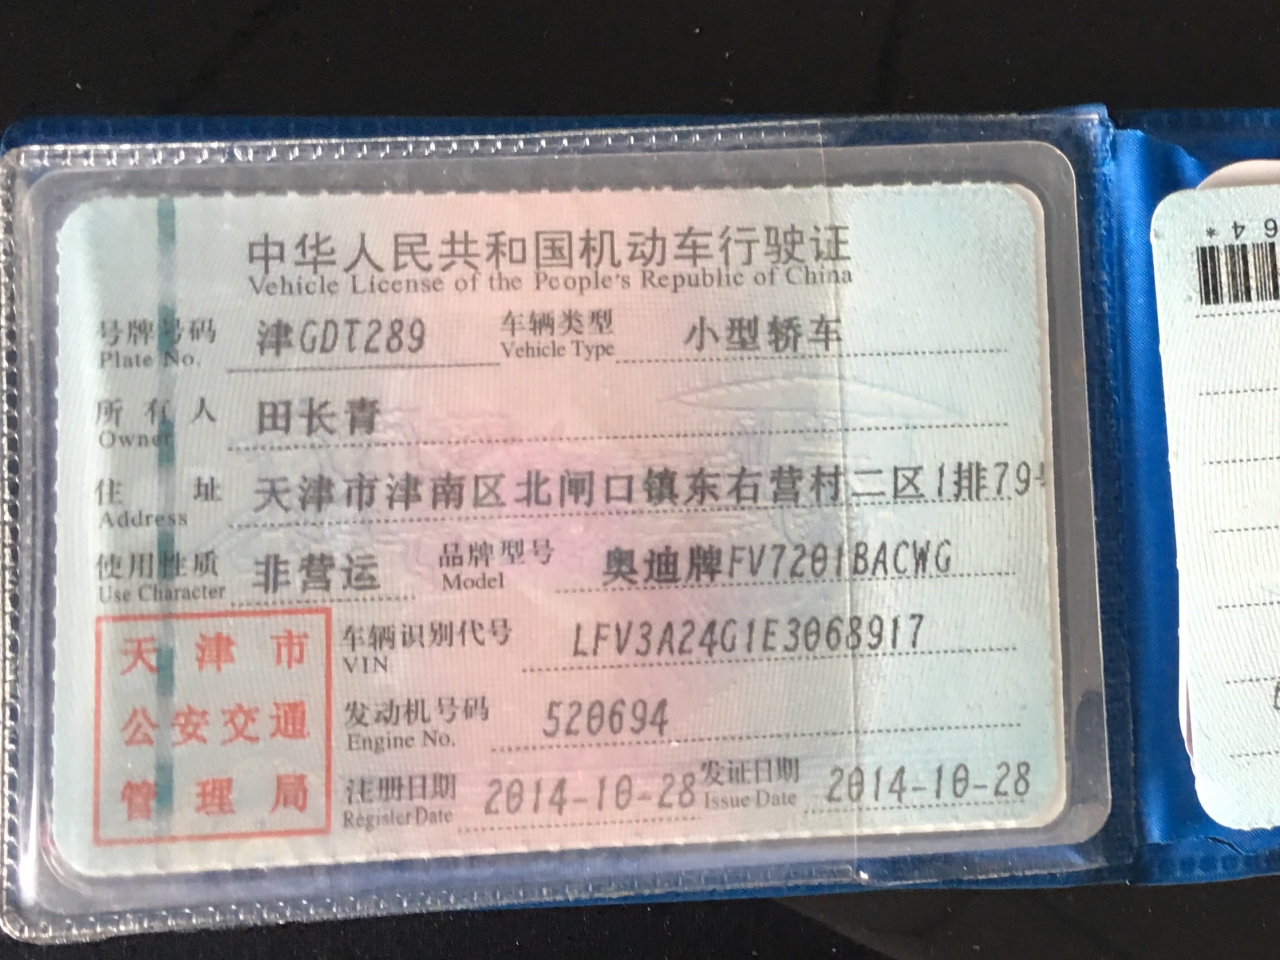 中华人民共和国机动车行驶证
Vehicle License of the People's Republic of China
号牌号码 津GDT289 车辆类型 小型轿车
Plate No. Vehicle Type
所有人 田长青
Owner
住址 天津市津南区北闸口镇东右营村二区1排79
Address
使用性质 非营运 品牌型号 奥迪牌FV7201BACWG
Use Character Model
天津市
公安交通
管理局
车辆识别代号 LFV3A24G1E3068917
VIN
发动机号码 520694
Engine No.
注册日期 2014-10-28 发证日期 2014-10-28
Register Date Issue Date